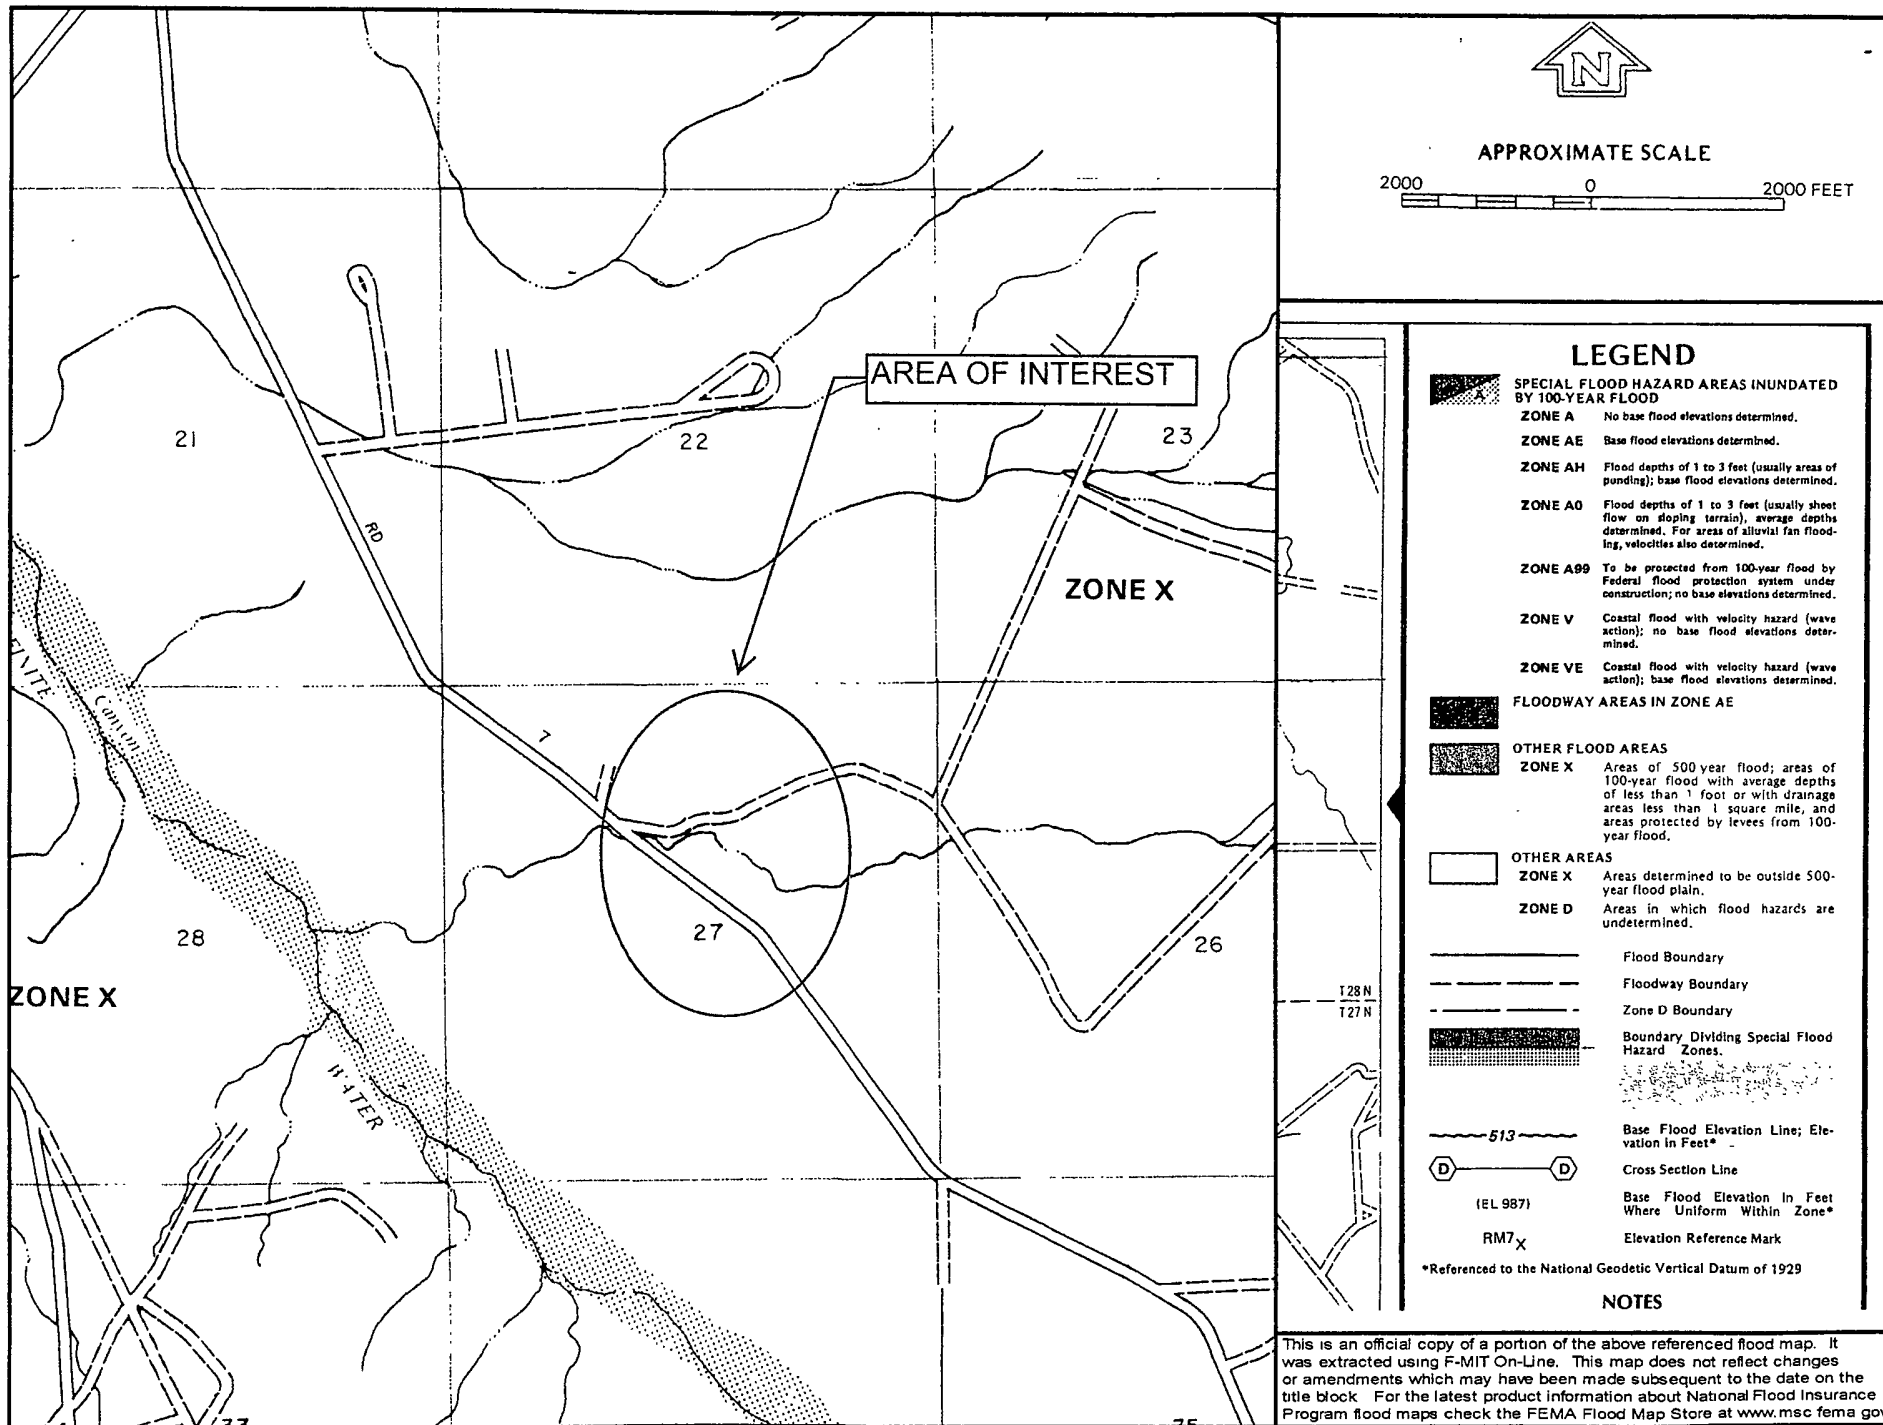 N
APPROXIMATE SCALE
2000 0 2000 FEET
AREA OF INTEREST
21
22
23
RD
ZONE X
Canyon
7
27
28
26
ZONE X
WATER
T28N
T27N
LEGEND
A
SPECIAL FLOOD HAZARD AREAS INUNDATED
BY 100-YEAR FLOOD
ZONE A No base flood elevations determined.
ZONE AE Base flood elevations determined.
ZONE AH Flood depths of 1 to 3 feet (usually areas of
punding); base flood elevations determined.
ZONE AO Flood depths of 1 to 3 feet (usually sheet
flow on sloping terrain), average depths
determined. For areas of alluvial fan flood-
ing, velocities also determined.
ZONE A99 To be protected from 100-year flood by
Federal flood protection system under
construction; no base elevations determined.
ZONE V Coastal flood with velocity hazard (wave
action); no base flood elevations deter-
mined.
ZONE VE Coastal flood with velocity hazard (wave
action); base flood elevations determined.
FLOODWAY AREAS IN ZONE AE
OTHER FLOOD AREAS
ZONE X Areas of 500 year flood; areas of
100-year flood with average depths
of less than 1 foot or with drainage
areas less than 1 square mile, and
areas protected by levees from 100-
year flood.
OTHER AREAS
ZONE X Areas determined to be outside 500-
year flood plain.
ZONE D Areas in which flood hazards are
undetermined.
Flood Boundary
Floodway Boundary
Zone D Boundary
Boundary Dividing Special Flood
Hazard Zones.
513 Base Flood Elevation Line; Ele-
vation in Feet*
D D Cross Section Line
(EL 987) Base Flood Elevation in Feet
Where Uniform Within Zone*
RM7X Elevation Reference Mark
*Referenced to the National Geodetic Vertical Datum of 1929
NOTES
This is an official copy of a portion of the above referenced flood map. It
was extracted using F-MIT On-Line. This map does not reflect changes
or amendments which may have been made subsequent to the date on the
title block For the latest product information about National Flood Insurance
Program flood maps check the FEMA Flood Map Store at www.msc fema gov